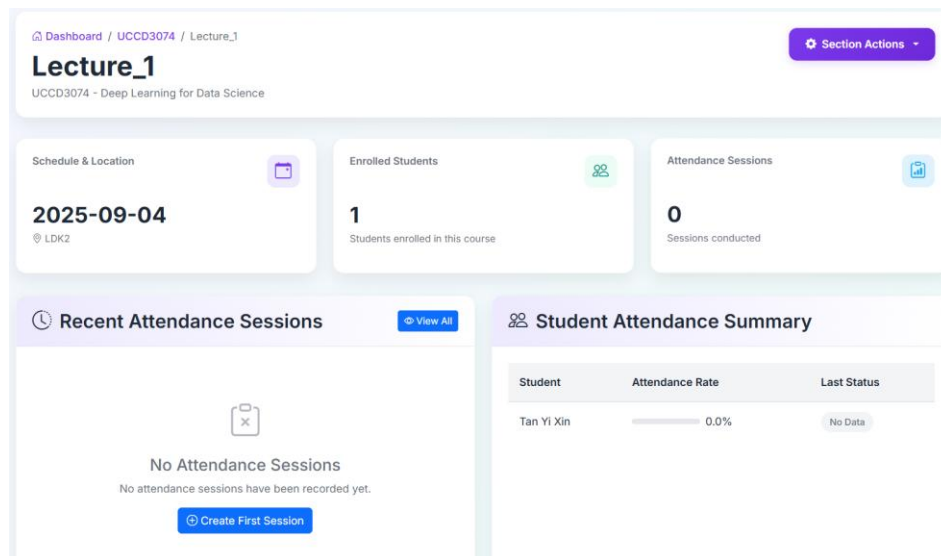 Dashboard / UCCD3074 / Lecture_1
Lecture_1
UCCD3074 - Deep Learning for Data Science
Section Actions
Schedule & Location
2025-09-04
LDK2
Enrolled Students
1
Students enrolled in this course
Attendance Sessions
0
Sessions conducted
Recent Attendance Sessions
View All
No Attendance Sessions
No attendance sessions have been recorded yet.
Create First Session
Student Attendance Summary
Student Attendance Rate Last Status
Tan Yi Xin 0.0% No Data